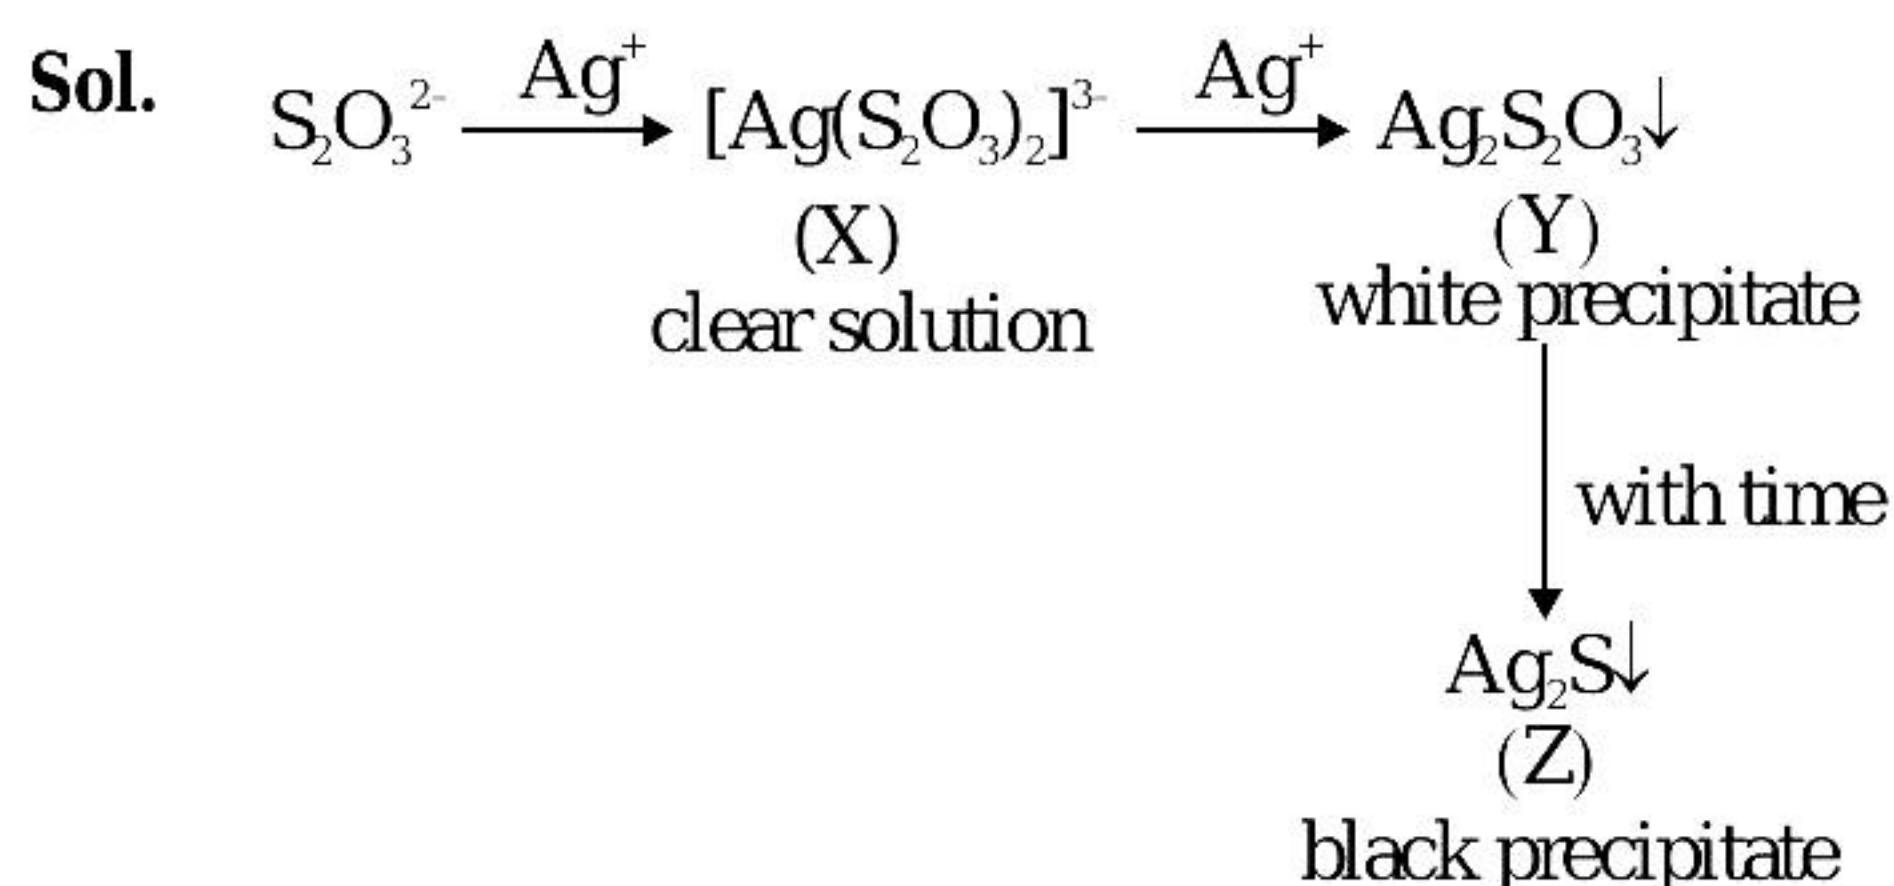 Sol. S₂O₃²⁻ Ag⁺ [Ag(S₂O₃)₂]³⁻ Ag⁺ Ag₂S₂O₃↓
(X) (Y)
clear solution white precipitate
with time
Ag₂S↓
(Z)
black precipitate